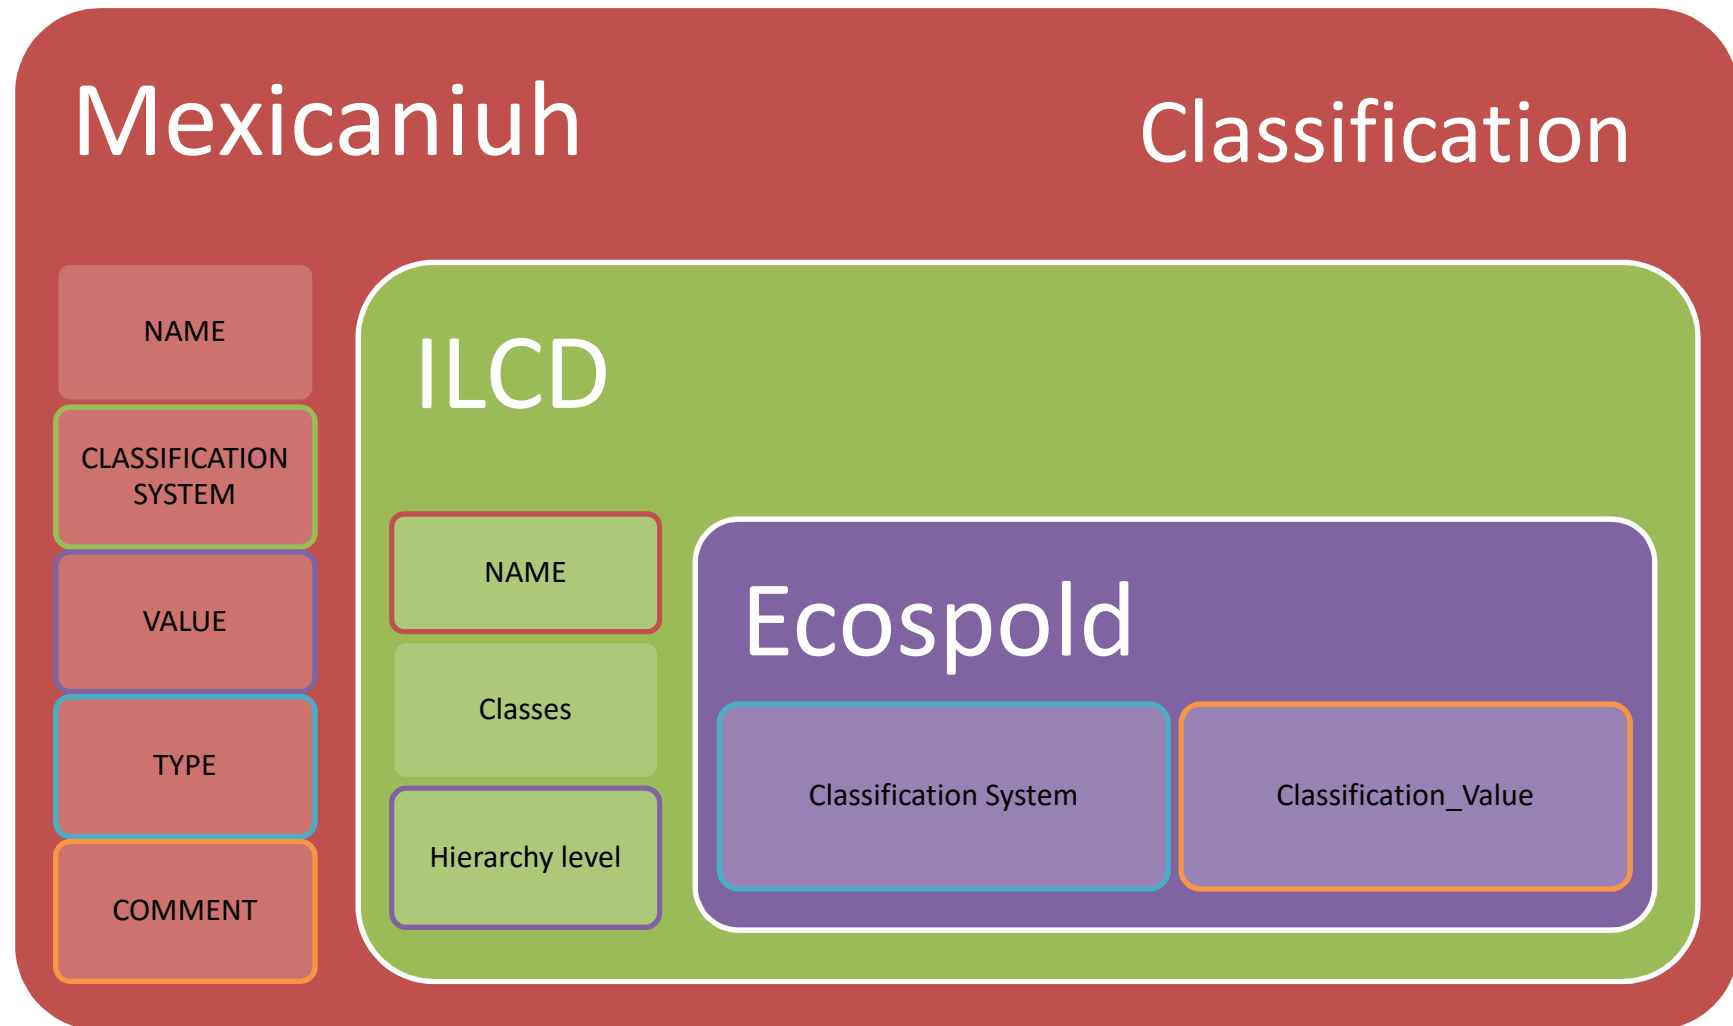 Mexicaniuh
Classification
NAME
CLASSIFICATION
SYSTEM
VALUE
TYPE
COMMENT
ILCD
NAME
Classes
Hierarchy level
Ecospold
Classification System
Classification_Value